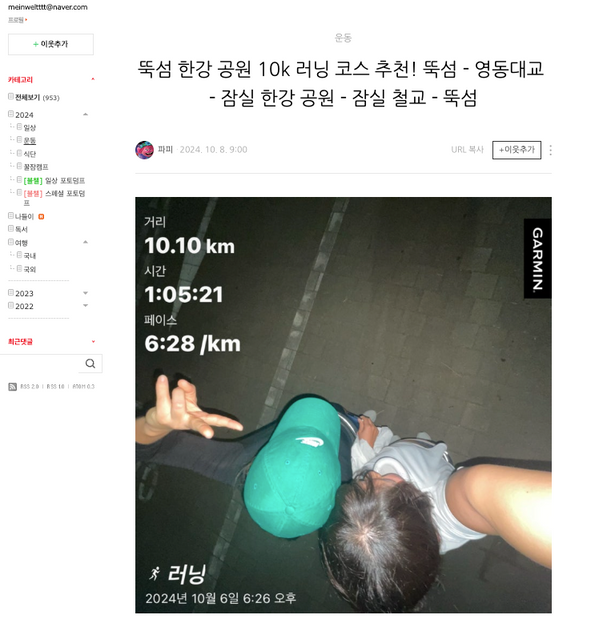 meinweltttt@naver.com
프로필
+ 이웃추가
카테고리
전체보기 (953)
2024
일상
운동
식단
꿀잠캠프
[블챌] 일상 포토덤프
[블챌] 스페셜 포토덤
프
나들이
독서
여행
국내
국외
2023
2022
최근댓글
RSS 2.0 | RSS 1.0 | ATOM 0.3
운동
뚝섬 한강 공원 10k 러닝 코스 추천! 뚝섬 - 영동대교
- 잠실 한강 공원 - 잠실 철교 - 뚝섬
파피 2024. 10. 8. 9:00
URL 복사 +이웃추가
거리
10.10 km
시간
1:05:21
페이스
6:28 /km
GARMIN
러닝
2024년 10월 6일 6:26 오후